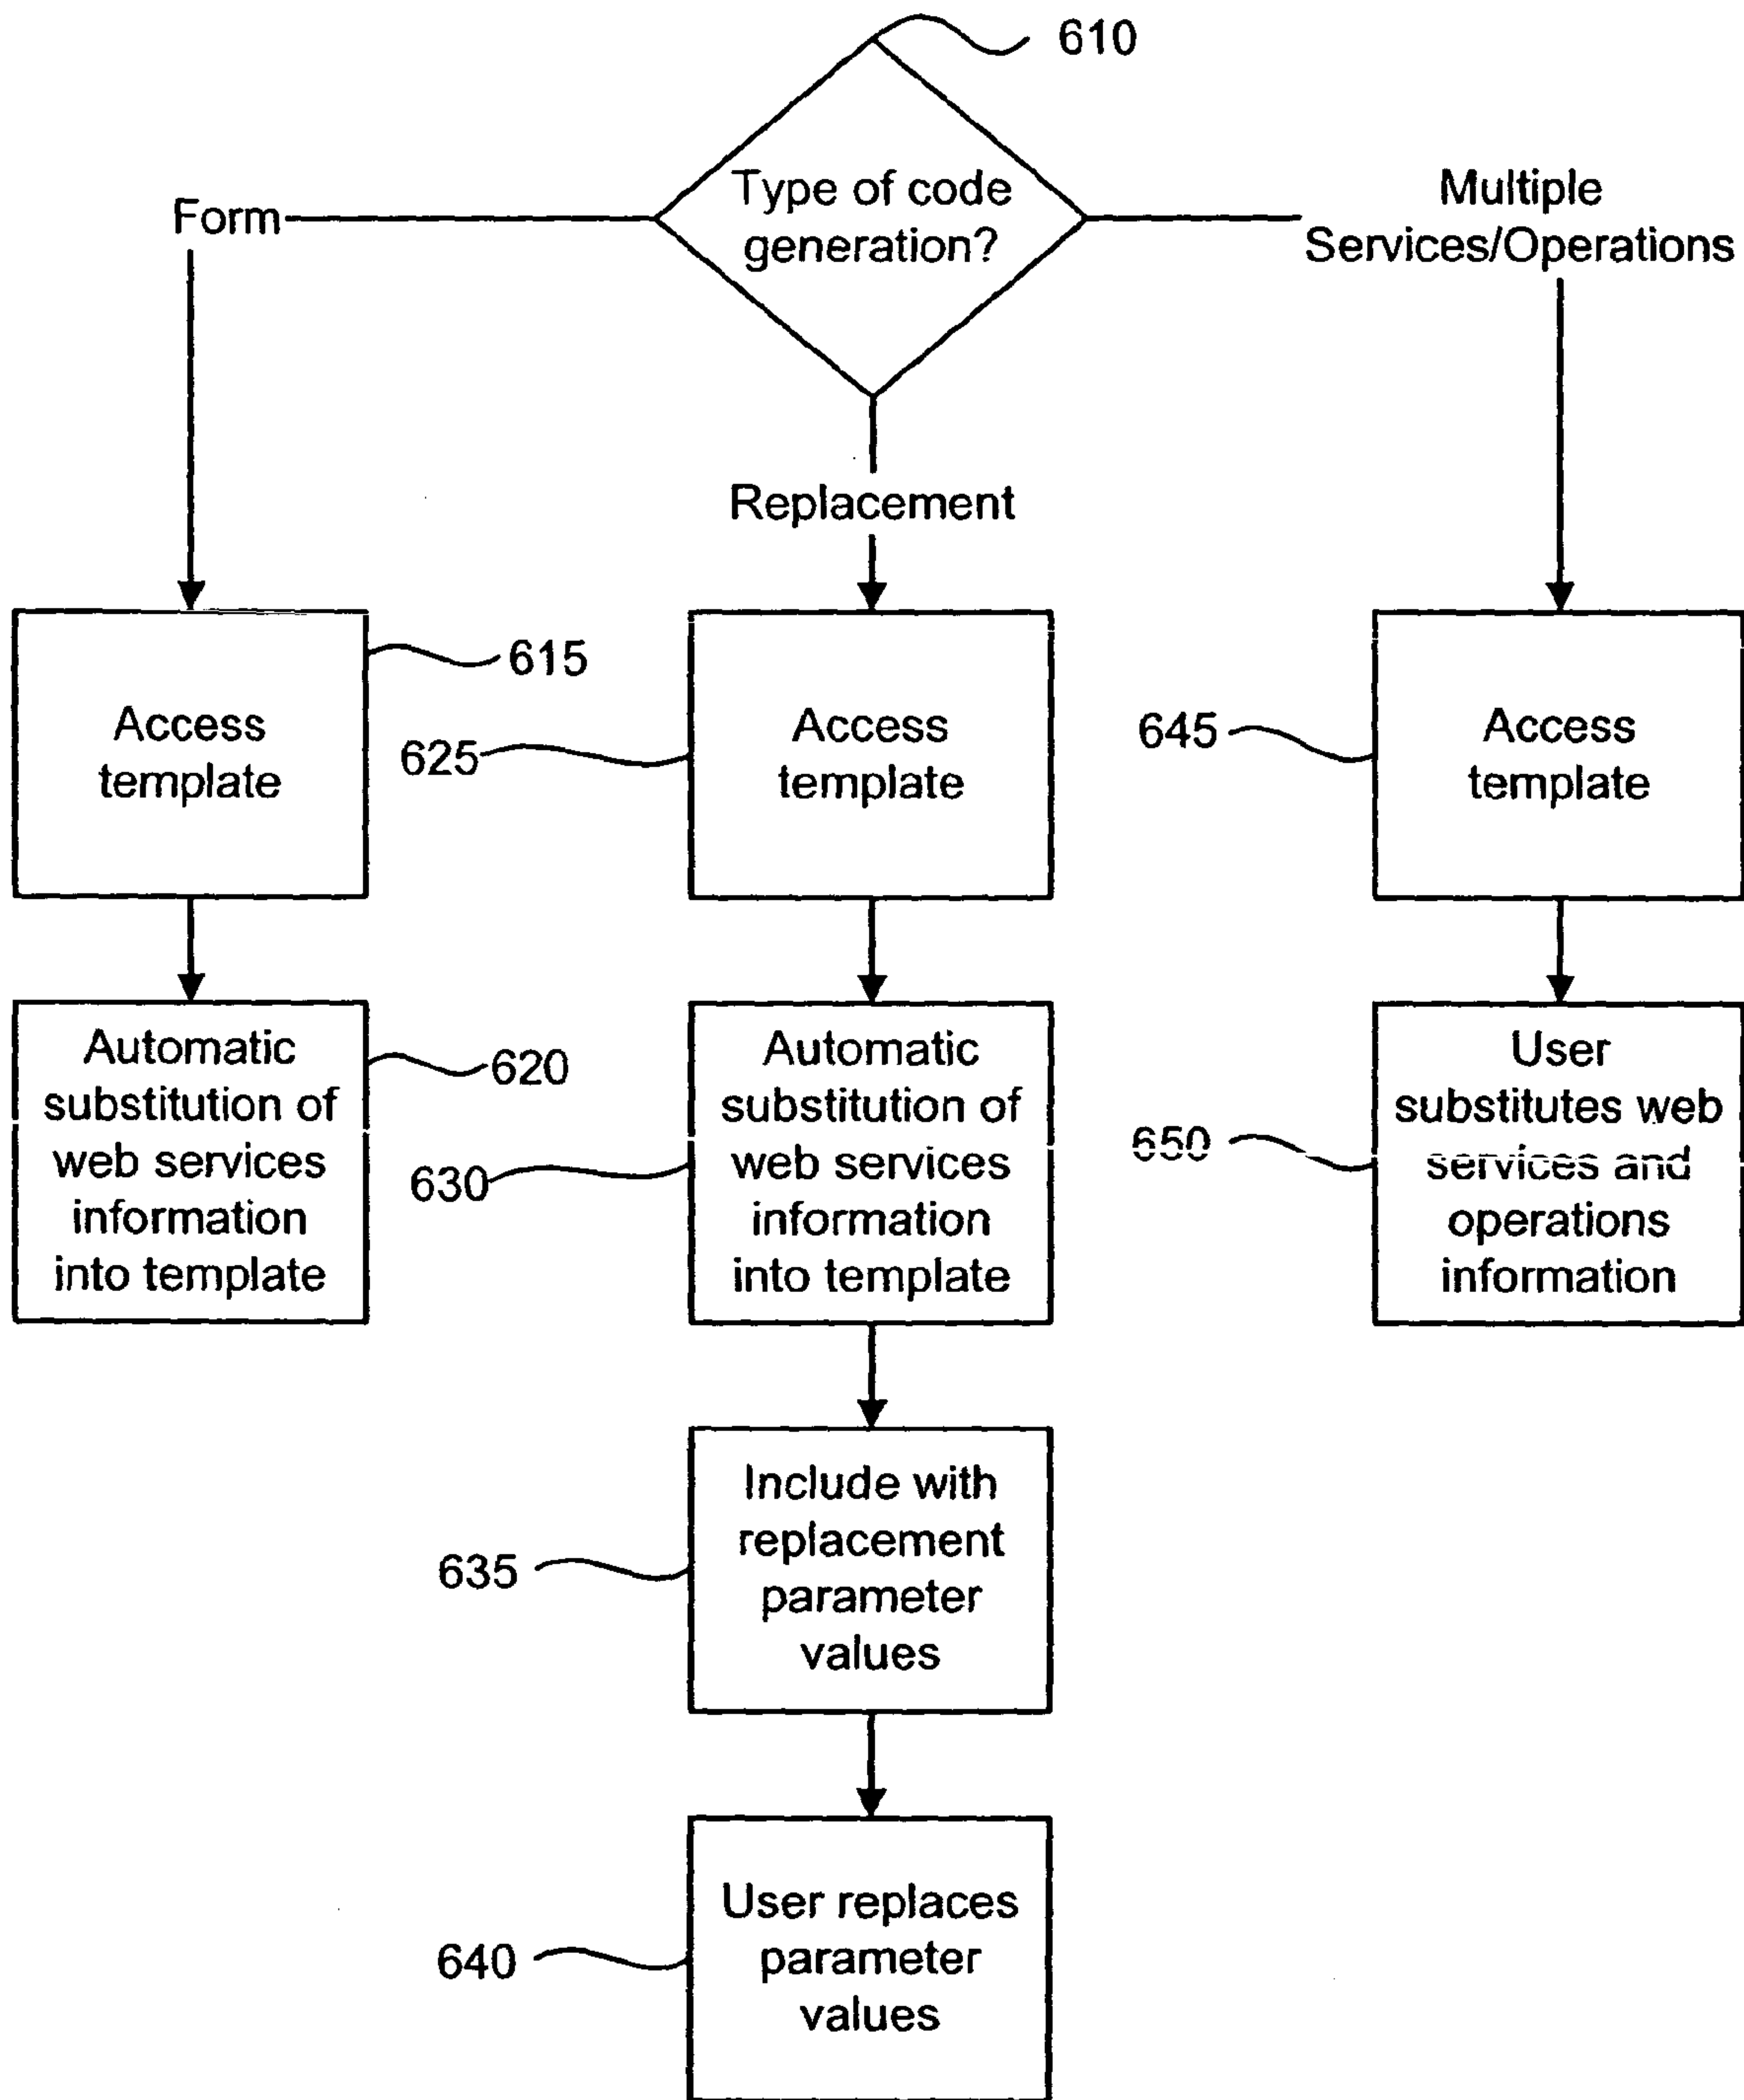 610
Type of code
generation?
Form
Multiple
Services/Operations
Replacement
Access
template
615
625
Access
template
645
Access
template
Automatic
substitution of
web services
information
into template
620
630
Automatic
substitution of
web services
information
into template
650
User
substitutes web
services and
operations
information
635
Include with
replacement
parameter
values
640
User replaces
parameter
values